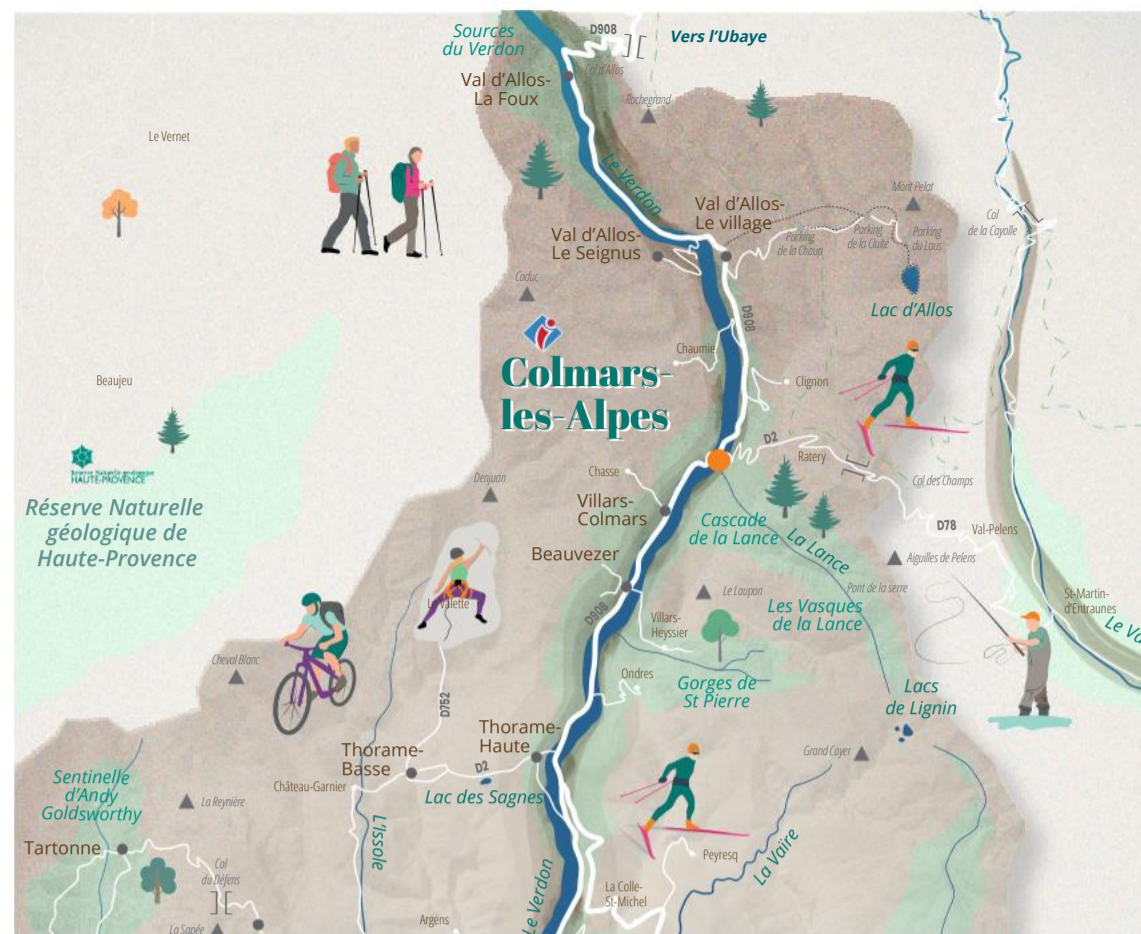 Sources
du Verdon
D908
Vers l'Ubaye
Col d'Allos
Val d'Allos-
La Foux
Rochegrand
Le Vernet
Le Verdon
Mont Pelat
Val d'Allos-
Le village
Col
de la Cayolle
Val d'Allos-
Le Seignus
Parking
de la Chaup
Parking
de la Cluite
Parking
du Laus
Caduc
Lac d'Allos
D908
Chaumie
Colmars-
les-Alpes
Beaujeu
Clignon
D2
Ratery
Réserve Naturelle géologique
HAUTE-PROVENCE
Chasse
Denjuan
Col des Champs
Réserve Naturelle
géologique de
Haute-Provence
Villars-
Colmars
Cascade
de la Lance
La Lance
D78
Val-Pelens
Beauvezer
Aiguilles de Pelens
Le Laupon
Pont de la serre
La Valette
D908
Villars-
Heyssier
Les Vasques
de la Lance
St-Martin-
d'Entraunes
Le Va
Cheval Blanc
Ondres
Gorges de
St Pierre
Lacs
de Lignin
D752
Thorame-
Haute
Thorame-
Basse
D2
Grand Coyer
Château-Garnier
Lac des Sagnes
Sentinelle
d'Andy
Goldsworthy
La Reynière
L'Issole
Tartonne
Col
du Défens
Peyresq
La Vaïre
Le Verdon
La Colle-
St-Michel
Argens
La Sapée